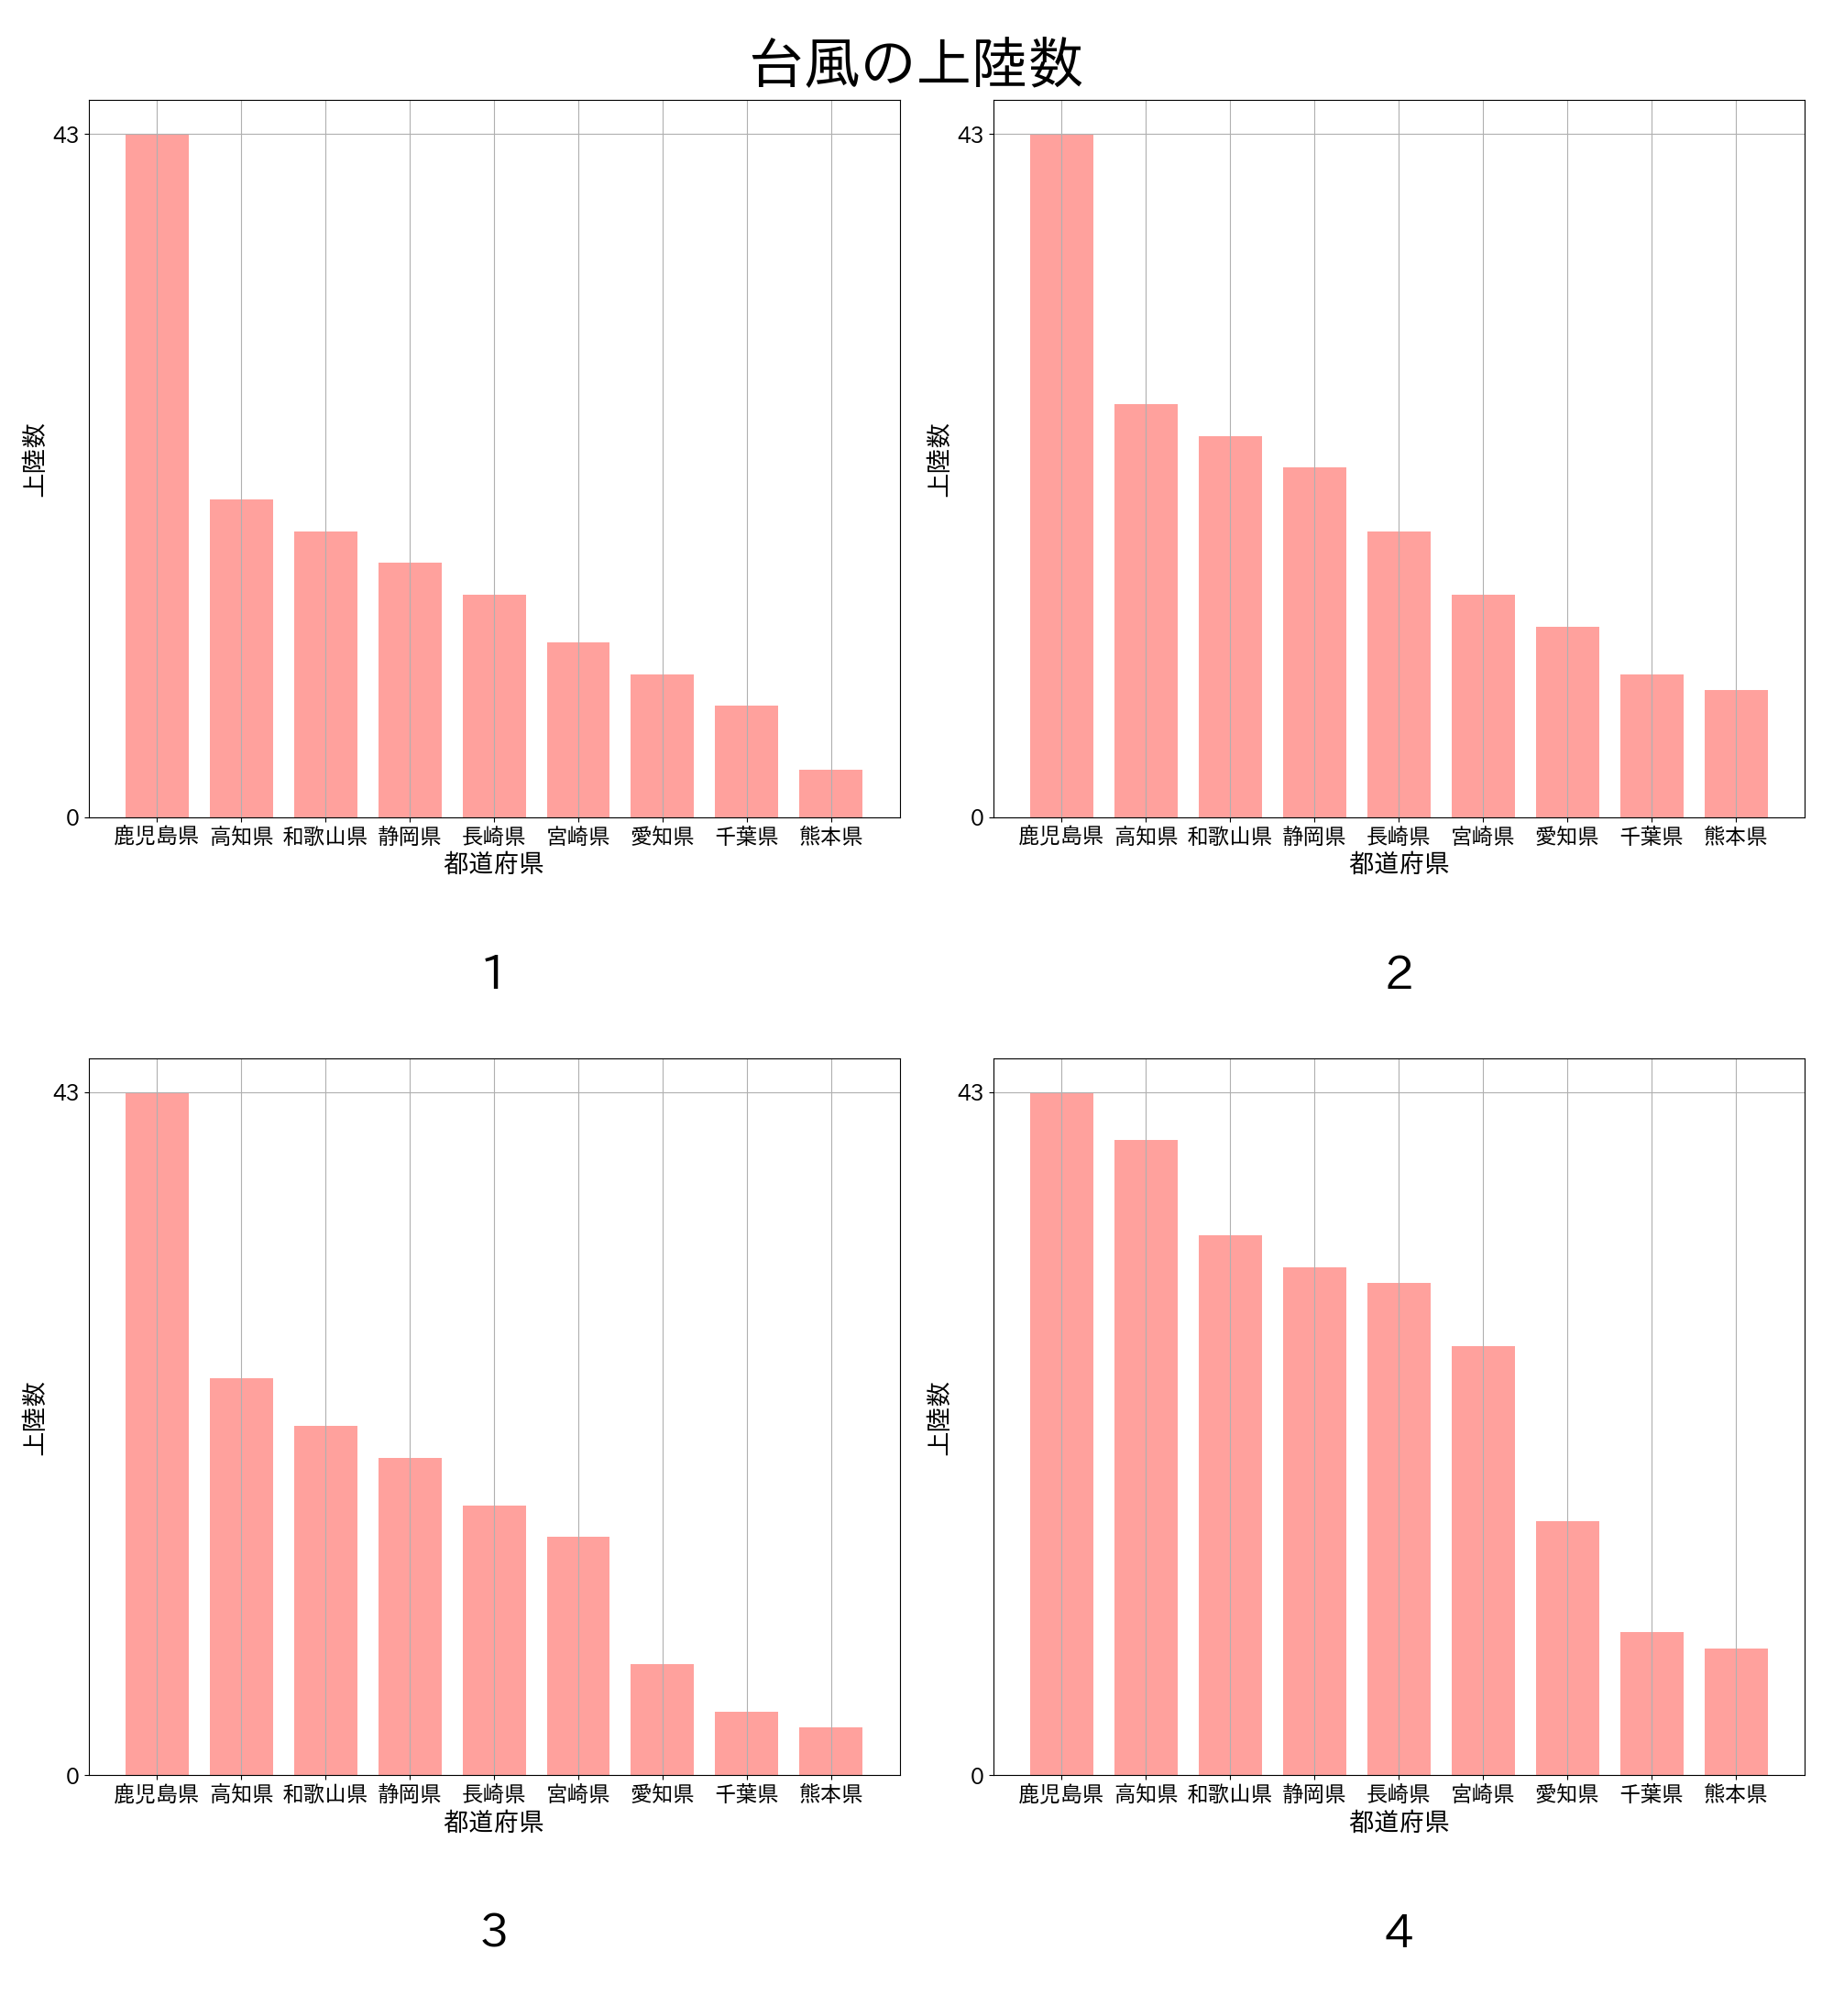 台風の上陸数
43
上陸数
0
鹿児島県 高知県 和歌山県 静岡県 長崎県 宮崎県 愛知県 千葉県 熊本県
都道府県
1
43
上陸数
0
鹿児島県 高知県 和歌山県 静岡県 長崎県 宮崎県 愛知県 千葉県 熊本県
都道府県
2
43
上陸数
0
鹿児島県 高知県 和歌山県 静岡県 長崎県 宮崎県 愛知県 千葉県 熊本県
都道府県
3
43
上陸数
0
鹿児島県 高知県 和歌山県 静岡県 長崎県 宮崎県 愛知県 千葉県 熊本県
都道府県
4